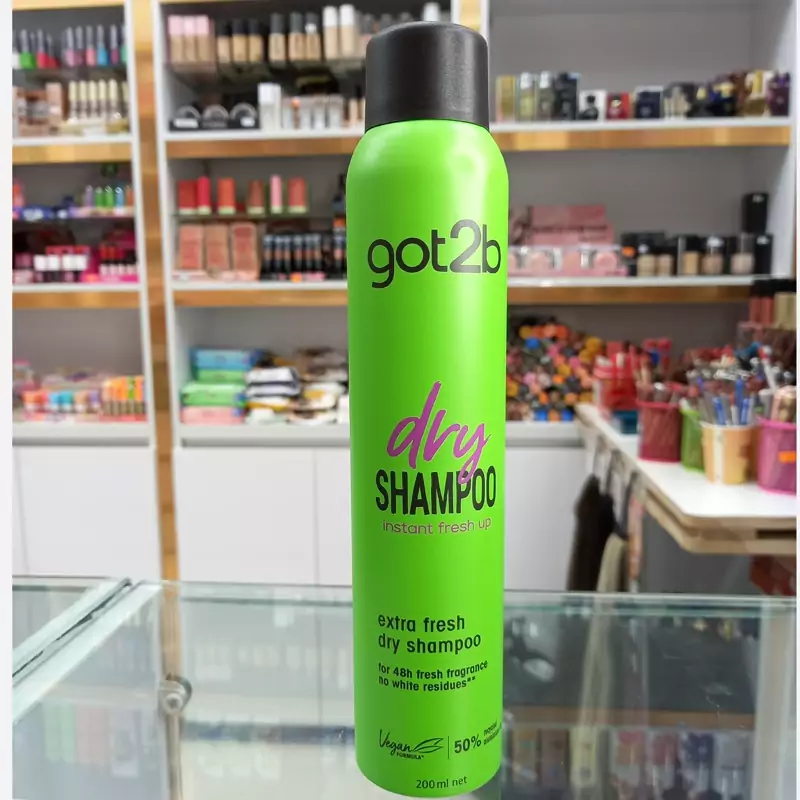 got2b
dry
SHAMPOO
instant fresh up
extra fresh
dry shampoo
for 48h fresh fragrance
no white residues**
Vegan
FORMULA*
50%
200ml net